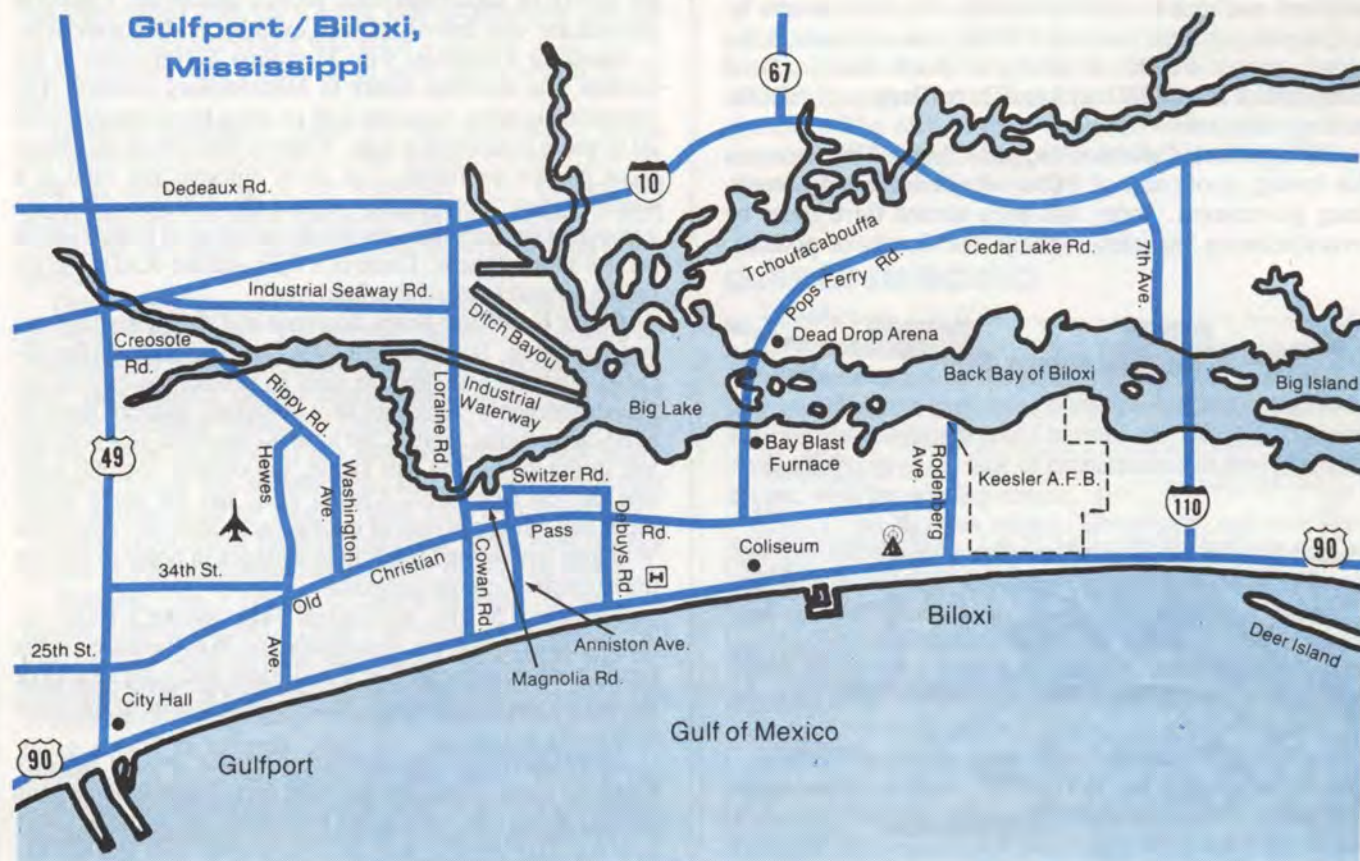 Gulfport / Biloxi,
Mississippi
67
10
Dedeaux Rd.
Tchoufacabouffa
Cedar Lake Rd.
7th Ave.
Pops Ferry Rd.
Industrial Seaway Rd.
Ditch Bayou
Dead Drop Arena
Creosote
Rd.
Rippy Rd.
Loraine Rd.
Industrial
Waterway
Big Lake
Back Bay of Biloxi
Big Island
49
Hewes
Ave.
Washington
Ave.
Bay Blast
Furnace
Rodenberg
Ave.
Keesler A.F.B.
Switzer Rd.
110
90
Debuys Rd.
Old
Christian
Pass
Rd.
Coliseum
Cowan Rd.
H
34th St.
25th St.
Anniston Ave.
Magnolia Rd.
Biloxi
Deer Island
City Hall
90
Gulfport
Gulf of Mexico